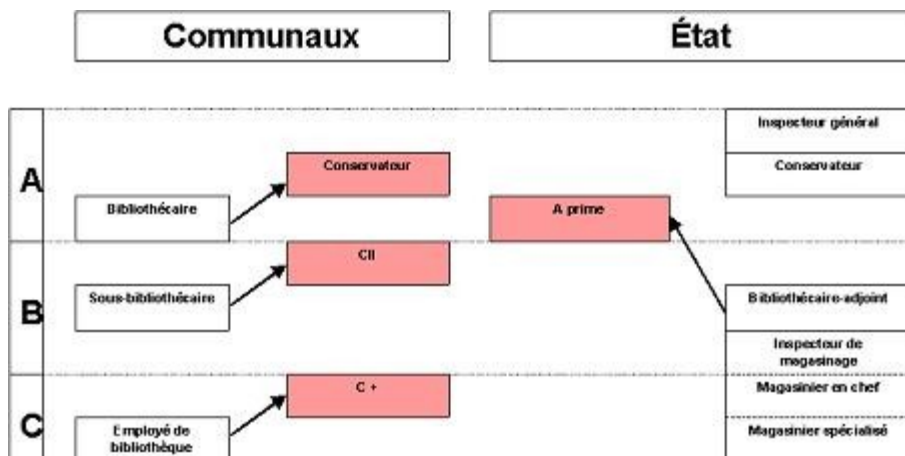 Communaux
État
A
Inspecteur général
Conservateur
Conservateur
Bibliothécaire
A prime
B
CII
Sous-bibliothécaire
Bibliothécaire-adjoint
Inspecteur de
magasinage
C
C +
Magasinier en chef
Employé de
bibliothèque
Magasinier spécialisé